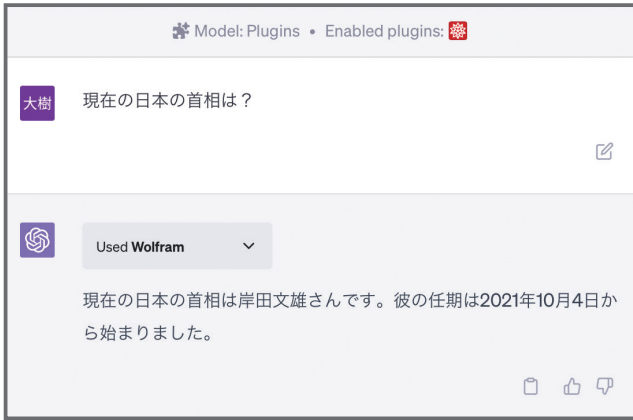 Model: Plugins • Enabled plugins:
大樹
現在の日本の首相は？
Used Wolfram
現在の日本の首相は岸田文雄さんです。彼の任期は2021年10月4日か
ら始まりました。